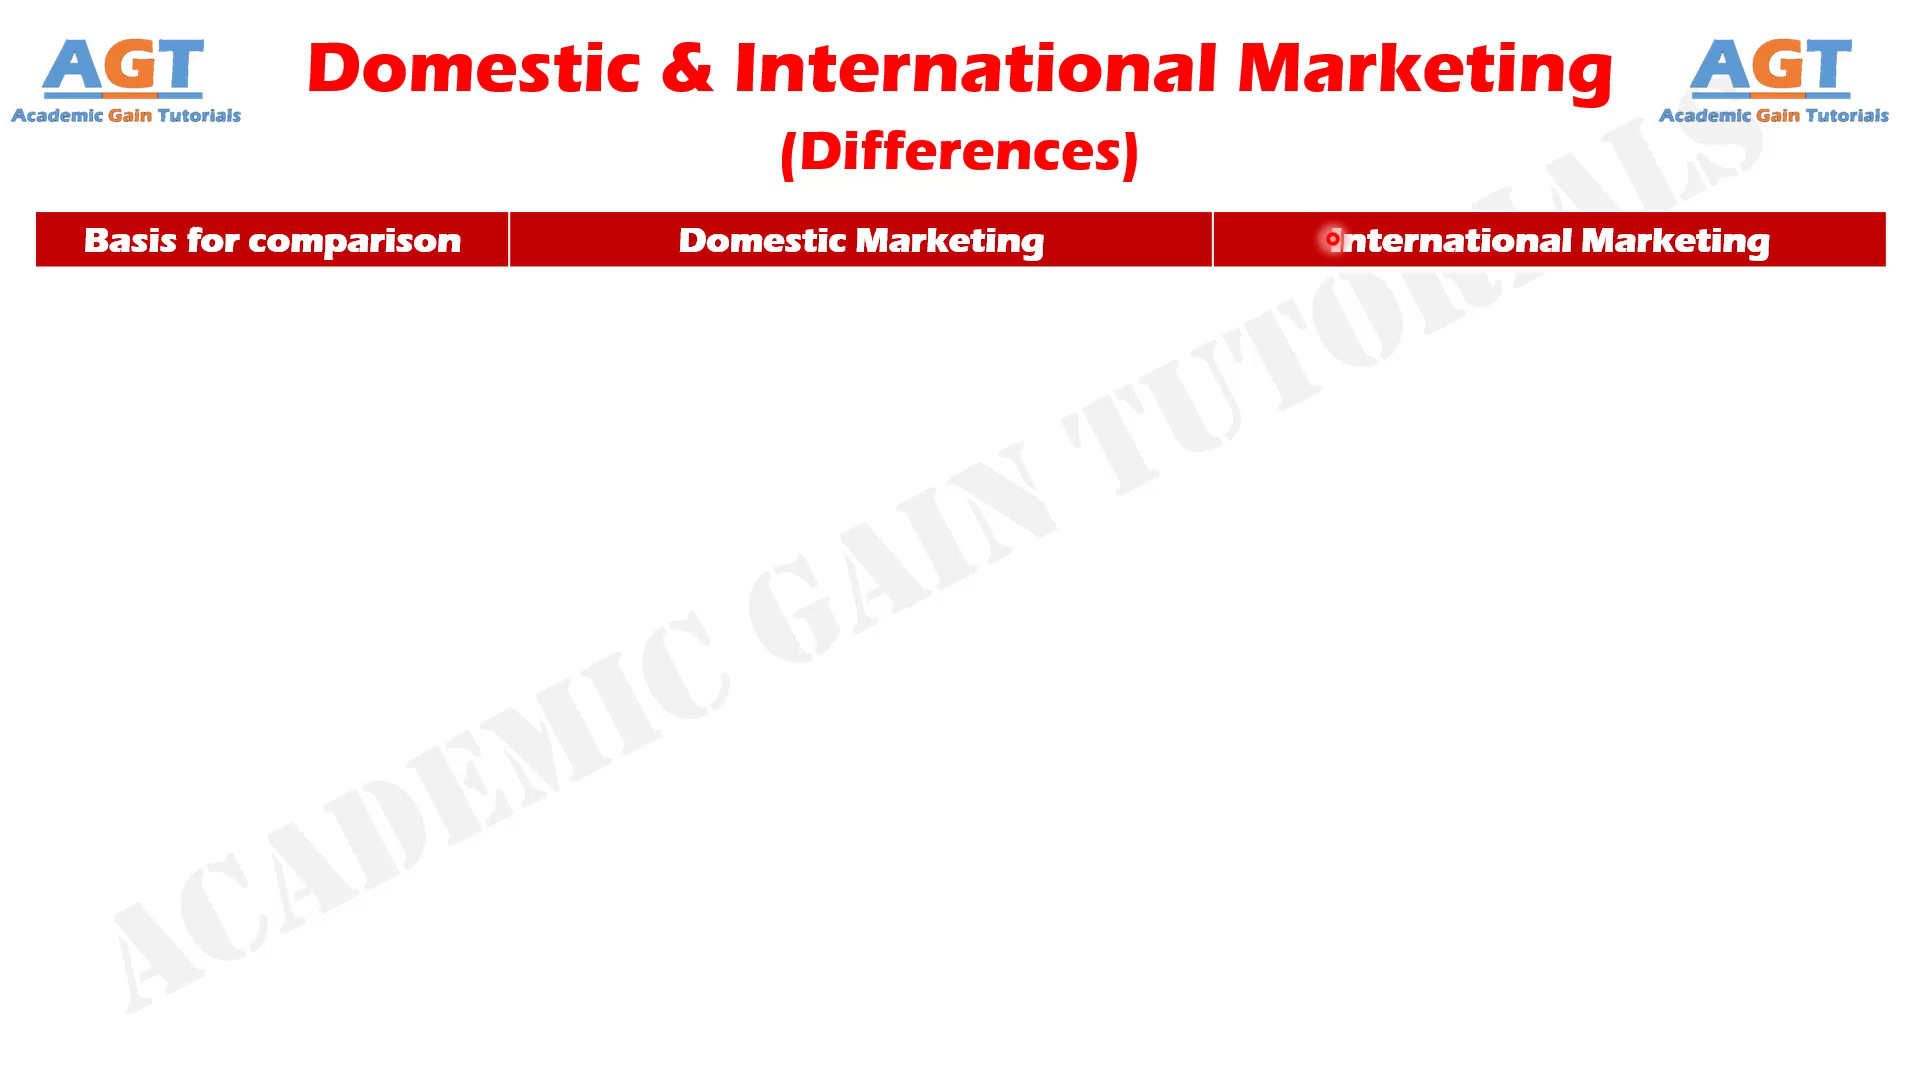 AGT
Academic Gain Tutorials
Domestic & International Marketing
(Differences)
AGT
Academic Gain Tutorials
Basis for comparison
Domestic Marketing
International Marketing
ACADEMIC GAIN TUTORIALS